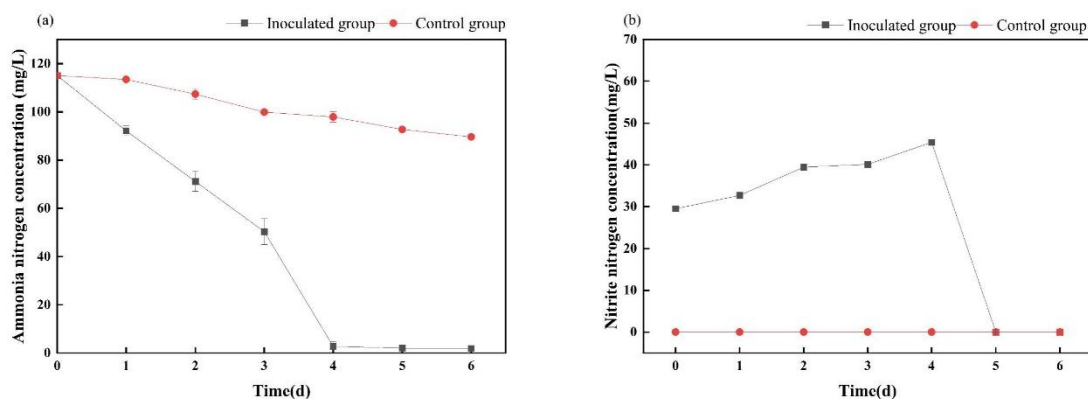 (a)
Inoculated group
Control group
Ammonia nitrogen concentration (mg/L)
120
100
80
60
40
20
0
0 1 2 3 4 5 6
Time(d)
(b)
Inoculated group
Control group
Nitrite nitrogen concentration(mg/L)
70
60
50
40
30
20
10
0
0 1 2 3 4 5 6
Time(d)